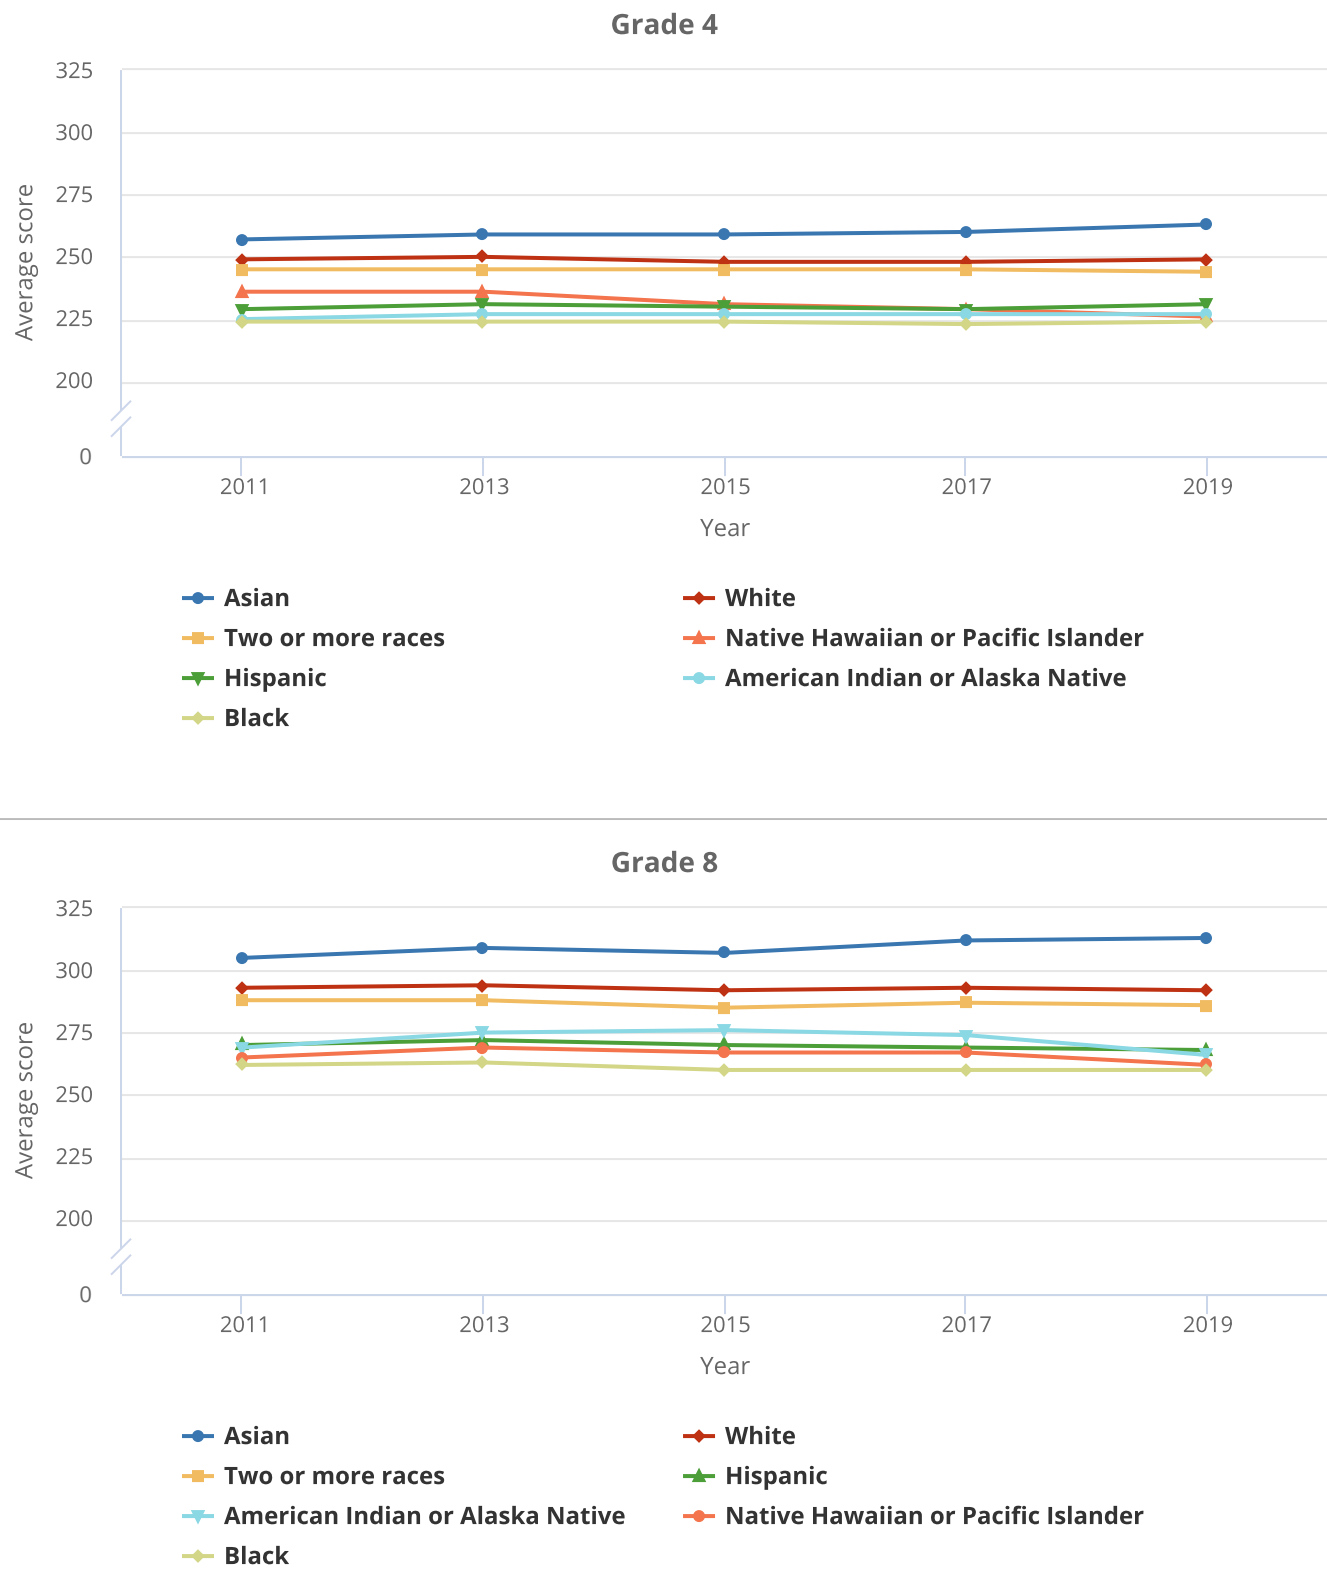 Grade 4
325
300
275
250
225
200
0
Average score
2011 2013 2015 2017 2019
Year
Asian White
Two or more races Native Hawaiian or Pacific Islander
Hispanic American Indian or Alaska Native
Black
Grade 8
325
300
275
250
225
200
0
Average score
2011 2013 2015 2017 2019
Year
Asian White
Two or more races Hispanic
American Indian or Alaska Native Native Hawaiian or Pacific Islander
Black